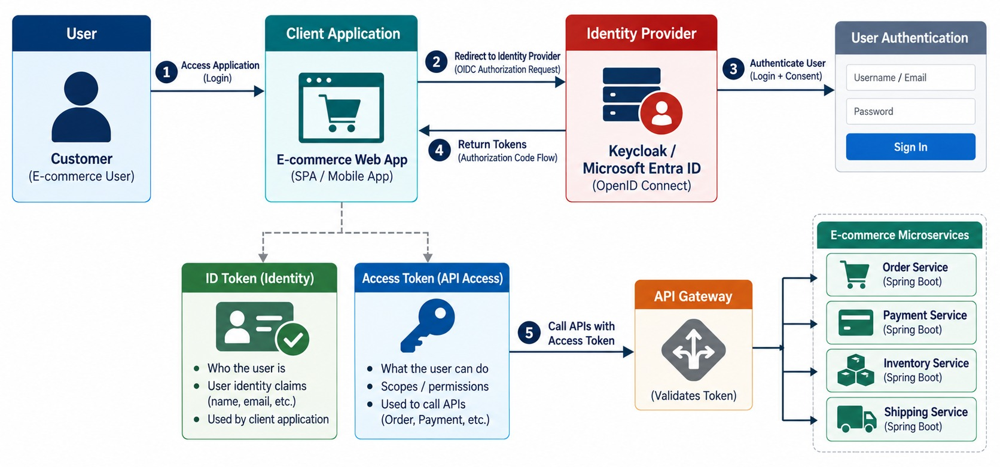 User
Customer
(E-commerce User)
1
Access Application
(Login)
Client Application
E-commerce Web App
(SPA / Mobile App)
2
Redirect to Identity Provider
(OIDC Authorization Request)
4
Return Tokens
(Authorization Code Flow)
Identity Provider
Keycloak /
Microsoft Entra ID
(OpenID Connect)
3
Authenticate User
(Login + Consent)
User Authentication
Username / Email
Password
Sign In
ID Token (Identity)
• Who the user is
• User identity claims
(name, email, etc.)
• Used by client application
Access Token (API Access)
• What the user can do
• Scopes / permissions
• Used to call APIs
(Order, Payment, etc.)
5
Call APIs with
Access Token
API Gateway
(Validates Token)
E-commerce Microservices
Order Service
(Spring Boot)
Payment Service
(Spring Boot)
Inventory Service
(Spring Boot)
Shipping Service
(Spring Boot)